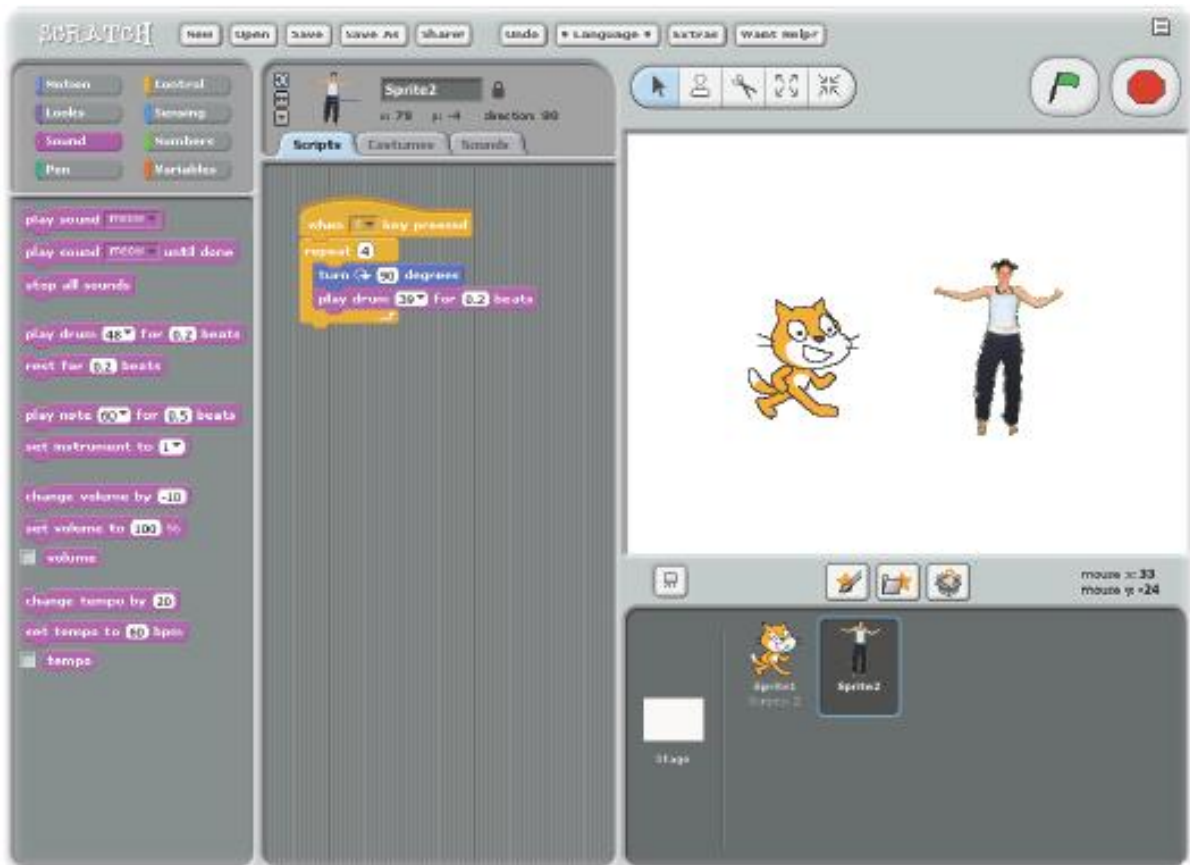 SCRATCH New Open Save Save As Share! Undo Language Extras Want Help?
Motion Control
Looks Sensing
Sound Numbers
Pen Variables
Sprite2
x: 79 y: -4 direction: 90
Scripts Costumes Sounds
play sound meow
play sound meow until done
stop all sounds
play drum 48 for 0.2 beats
rest for 0.2 beats
play note 60 for 0.5 beats
set instrument to 1
change volume by -10
set volume to 100 %
volume
change tempo by 20
set tempo to 60 bpm
tempo
when key pressed
repeat 4
turn 90 degrees
play drum 39 for 0.2 beats
mouse x: 33
mouse y: -24
Sprite1
Sprite2
Stage